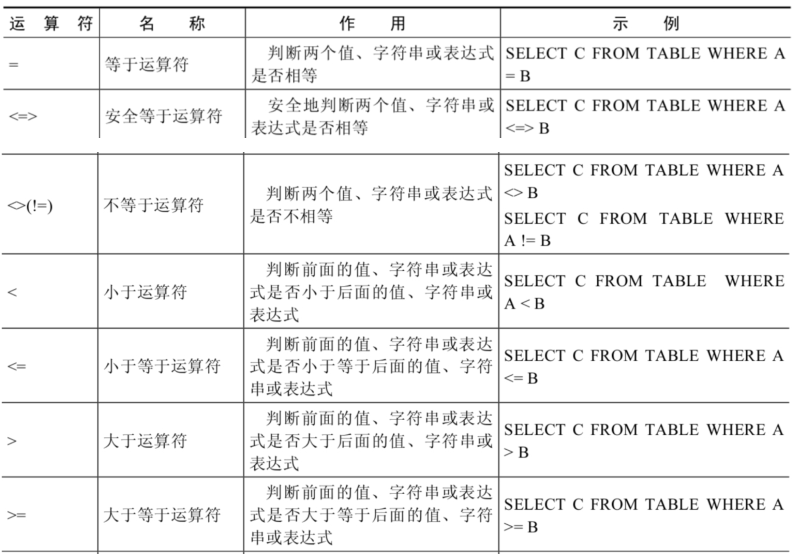 运 算 符 名 称 作 用 示 例
= 等于运算符 判断两个值、字符串或表达式 SELECT C FROM TABLE WHERE A
是否相等 = B
<=> 安全等于运算符 安全地判断两个值、字符串或 SELECT C FROM TABLE WHERE A
表达式是否相等 <=> B
<>(!=) 不等于运算符 判断两个值、字符串或表达式 SELECT C FROM TABLE WHERE A
是否不相等 <> B
SELECT C FROM TABLE WHERE
A != B
< 小于运算符 判断前面的值、字符串或表达 SELECT C FROM TABLE WHERE
式是否小于后面的值、字符串或 A < B
表达式
<= 小于等于运算符 判断前面的值、字符串或表达 SELECT C FROM TABLE WHERE A
式是否小于等于后面的值、字符 <= B
串或表达式
> 大于运算符 判断前面的值、字符串或表达 SELECT C FROM TABLE WHERE A
式是否大于后面的值、字符串或 > B
表达式
>= 大于等于运算符 判断前面的值、字符串或表达 SELECT C FROM TABLE WHERE A
式是否大于等于后面的值、字符 >= B
串或表达式